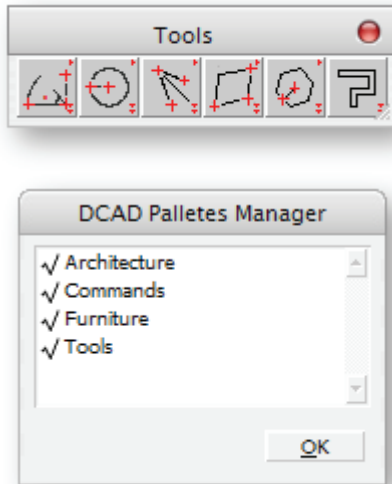 Tools
DCAD Palletes Manager
Architecture
Commands
Furniture
Tools
OK